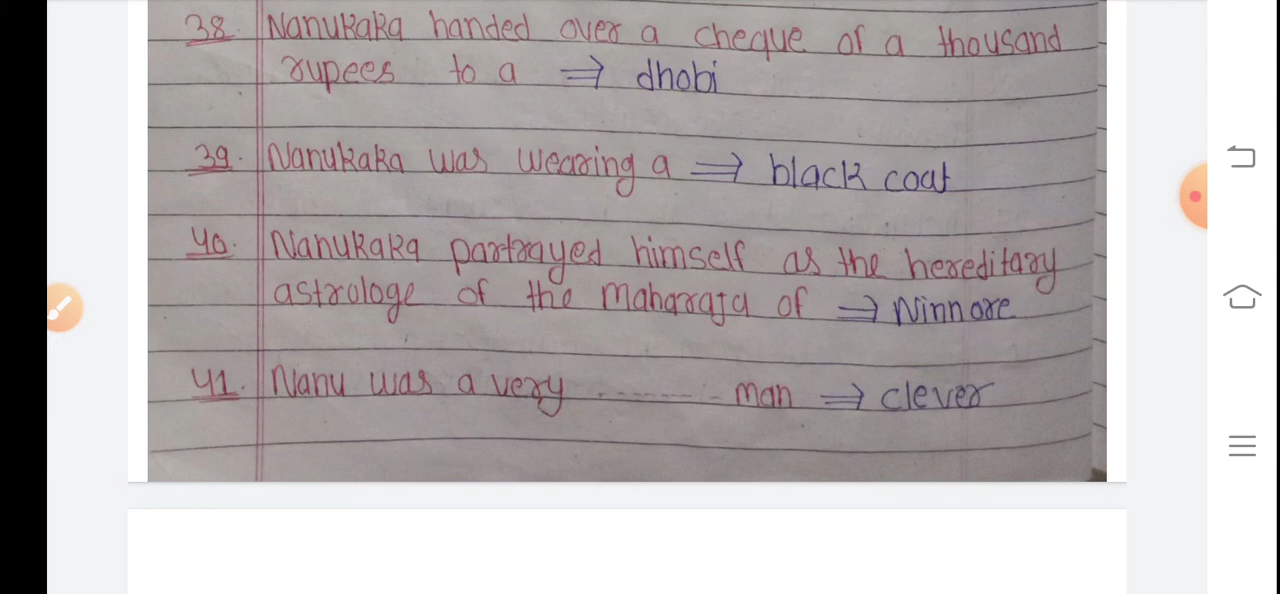 38. Nanukaka handed over a cheque of a thousand
rupees to a ⇒ dhobi
39. Nanukaka was wearing a ⇒ black coat
40. Nanukaka partrayed himself as the hereditary
astrologe of the Maharaja of ⇒ Ninnore
41. Nanu was a very ........ man ⇒ clever